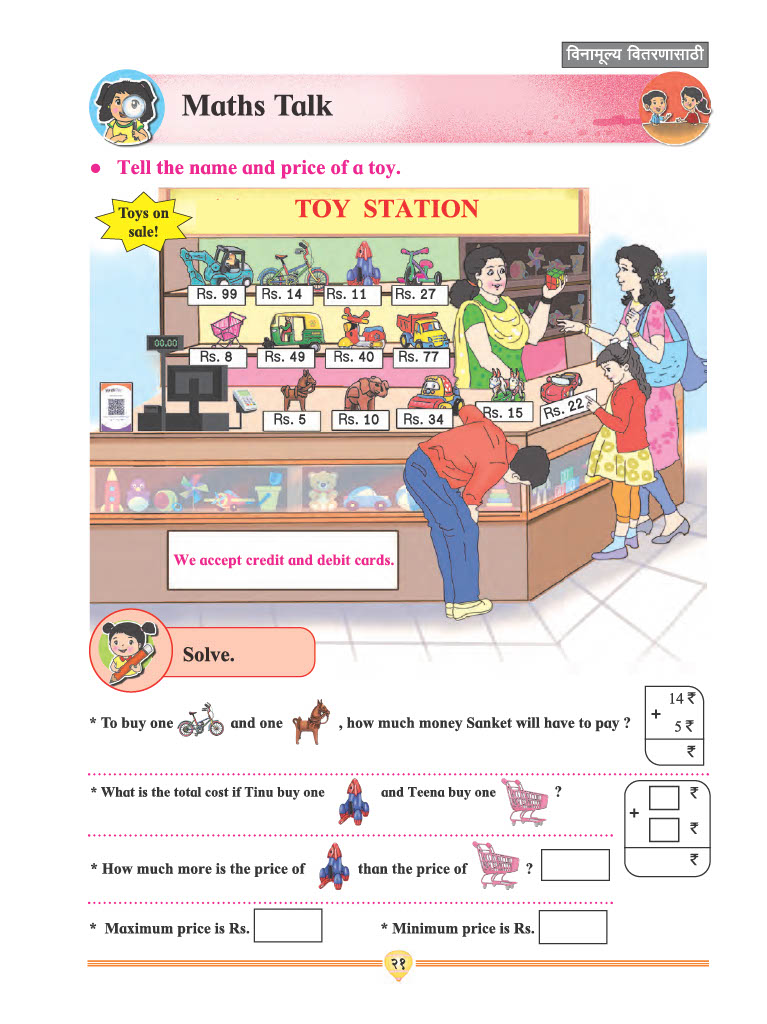 विनामूल्य वितरणासाठी
Maths Talk
• Tell the name and price of a toy.
Toys on
sale!
TOY STATION
Rs. 99 Rs. 14 Rs. 11 Rs. 27
00.00
Rs. 8 Rs. 49 Rs. 40 Rs. 77
Rs. 5 Rs. 10 Rs. 34 Rs. 15 Rs. 22
We accept credit and debit cards.
Solve.
* To buy one and one , how much money Sanket will have to pay ?
14 ₹
+
5 ₹
₹
* What is the total cost if Tinu buy one and Teena buy one ?
₹
+
₹
₹
* How much more is the price of than the price of ?
* Maximum price is Rs. * Minimum price is Rs.
२१